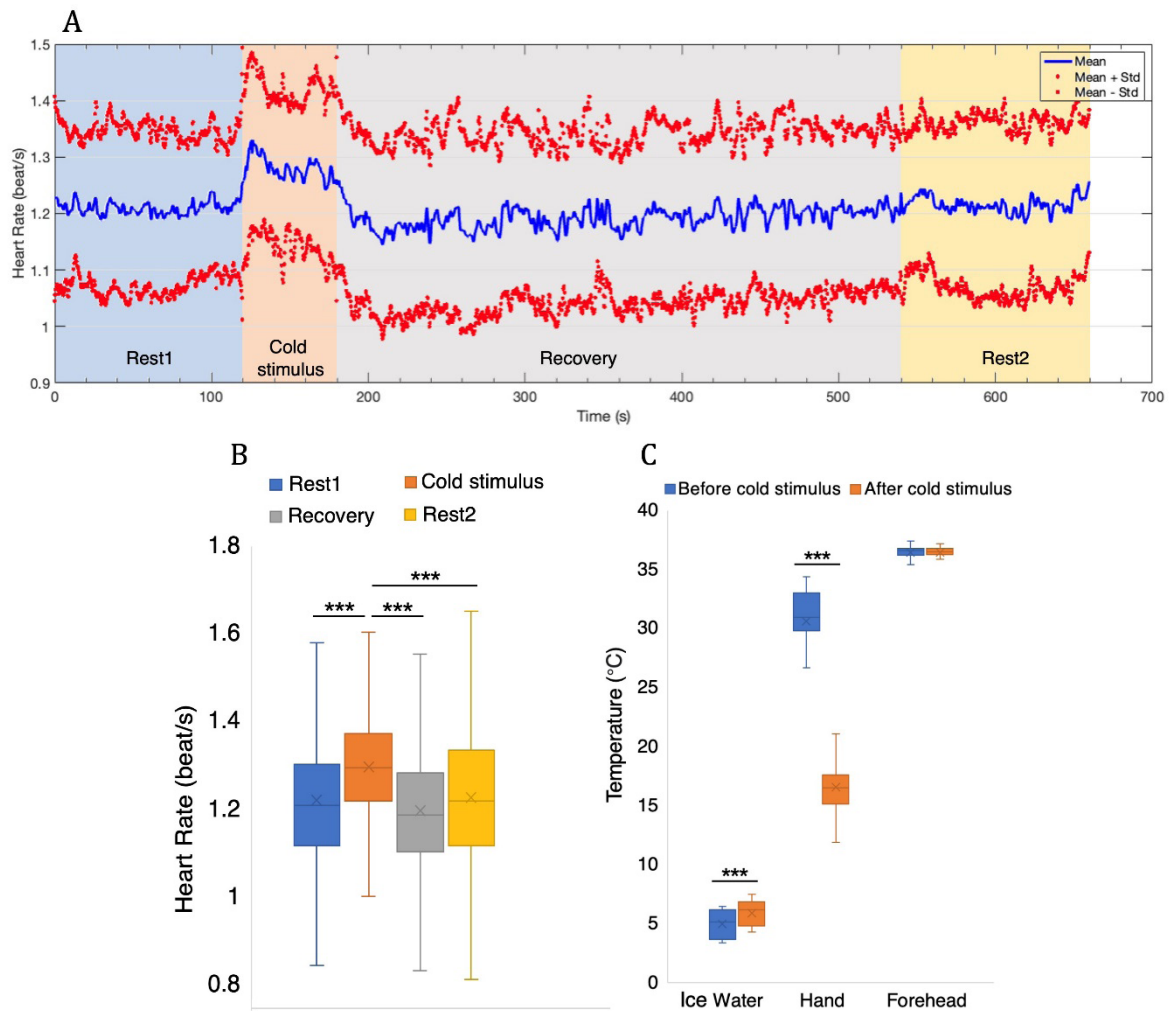 A
1.5
1.4
1.3
1.2
1.1
1
0.9
Heart Rate (beat/s)
Mean
Mean + Std
Mean - Std
Rest1
Cold
stimulus
Recovery
Rest2
0
100
200
300
400
500
600
700
Time (s)
B
Rest1
Cold stimulus
Recovery
Rest2
1.8
1.6
1.4
1.2
1
0.8
Heart Rate (beat/s)
***
***
***
C
Before cold stimulus
After cold stimulus
40
35
30
25
20
15
10
5
0
Temperature (°C)
***
***
Ice Water
Hand
Forehead